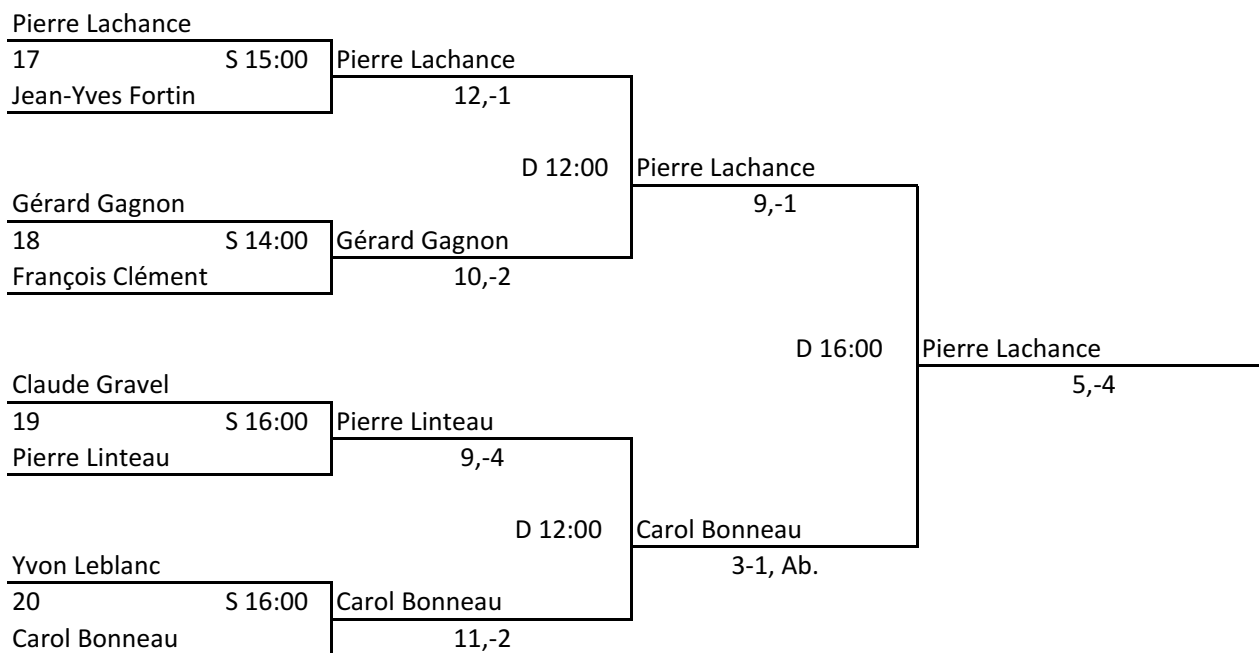 Pierre Lachance
17 S 15:00 Pierre Lachance
Jean-Yves Fortin 12,-1
D 12:00 Pierre Lachance
Gérard Gagnon 9,-1
18 S 14:00 Gérard Gagnon
François Clément 10,-2
D 16:00 Pierre Lachance
Claude Gravel 5,-4
19 S 16:00 Pierre Linteau
Pierre Linteau 9,-4
D 12:00 Carol Bonneau
Yvon Leblanc 3-1, Ab.
20 S 16:00 Carol Bonneau
Carol Bonneau 11,-2